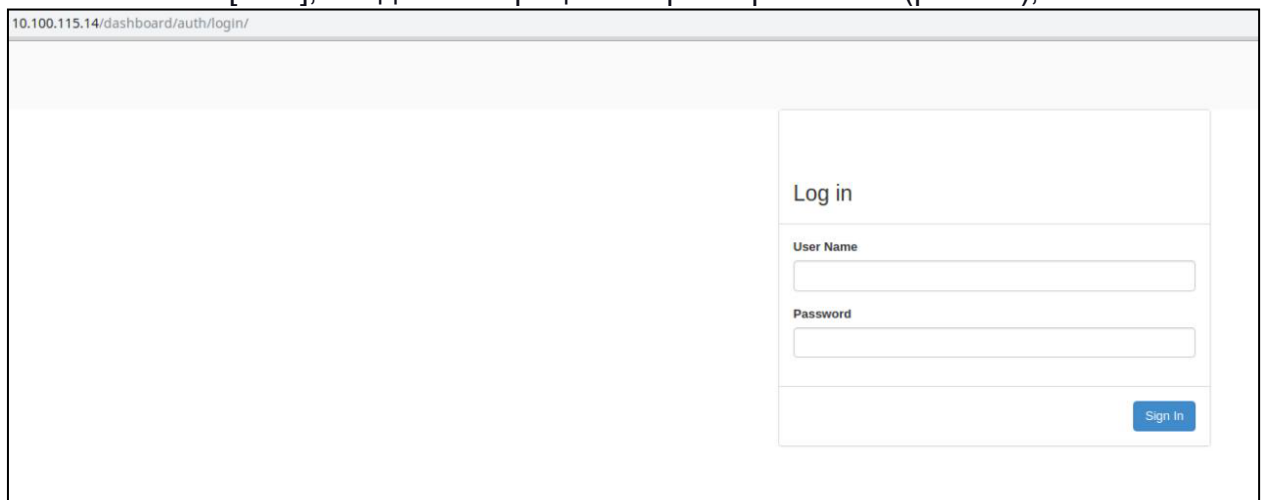 10.100.115.14/dashboard/auth/login/
Log in
User Name
Password
Sign In